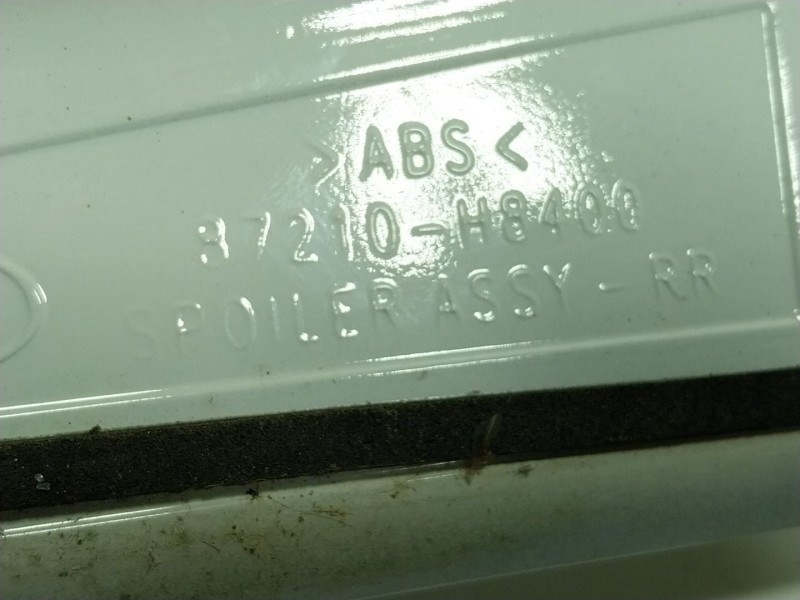 >ABS<
87210-H8400
SPOILER ASSY-RR